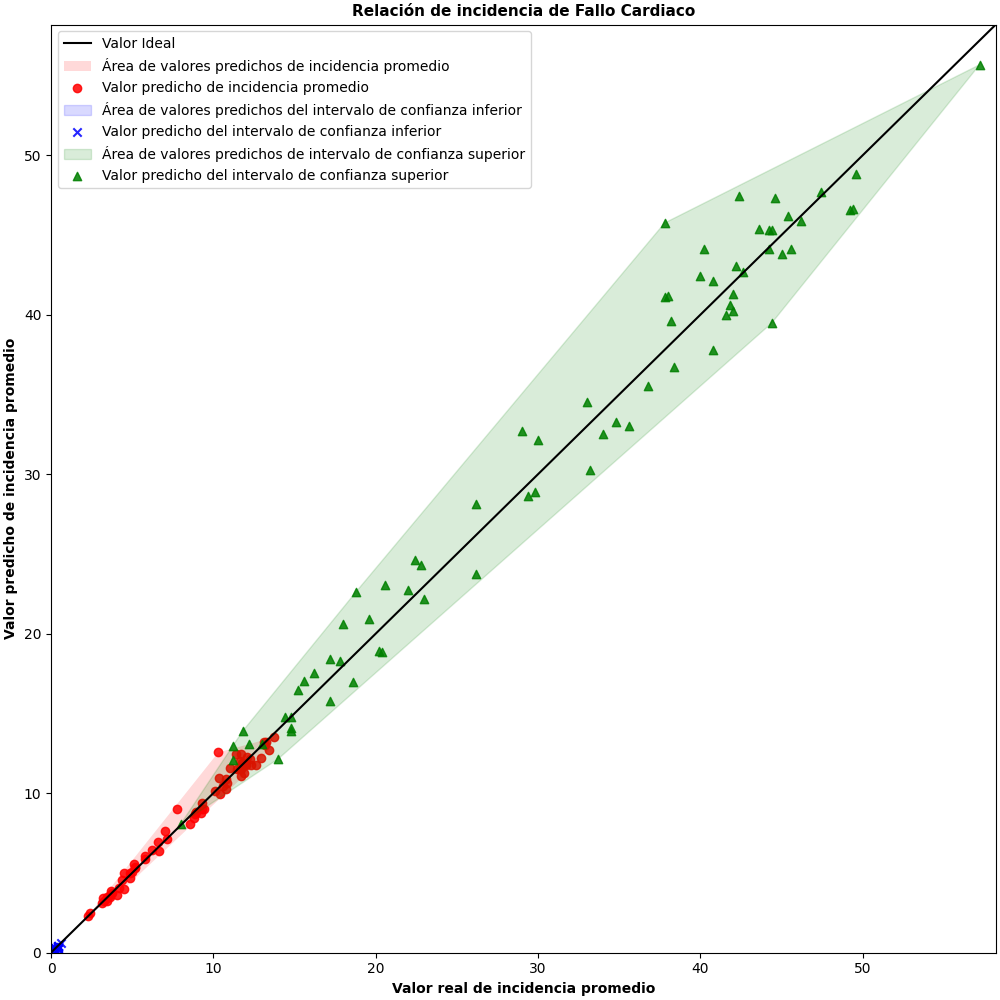 Relación de incidencia de Fallo Cardiaco
Valor Ideal
Área de valores predichos de incidencia promedio
Valor predicho de incidencia promedio
Área de valores predichos del intervalo de confianza inferior
Valor predicho del intervalo de confianza inferior
Área de valores predichos de intervalo de confianza superior
Valor predicho del intervalo de confianza superior
Valor predicho de incidencia promedio
50
40
30
20
10
0
0 10 20 30 40 50
Valor real de incidencia promedio